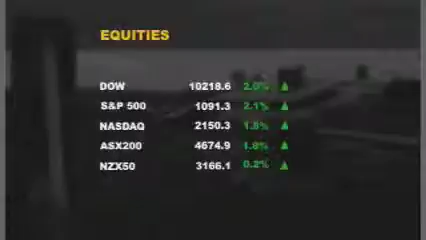 EQUITIES
DOW 10218.6 2.0% ▲
S&P 500 1091.3 2.1% ▲
NASDAQ 2150.3 1.8% ▲
ASX200 4674.9 1.8% ▲
NZX50 3166.1 0.2% ▲